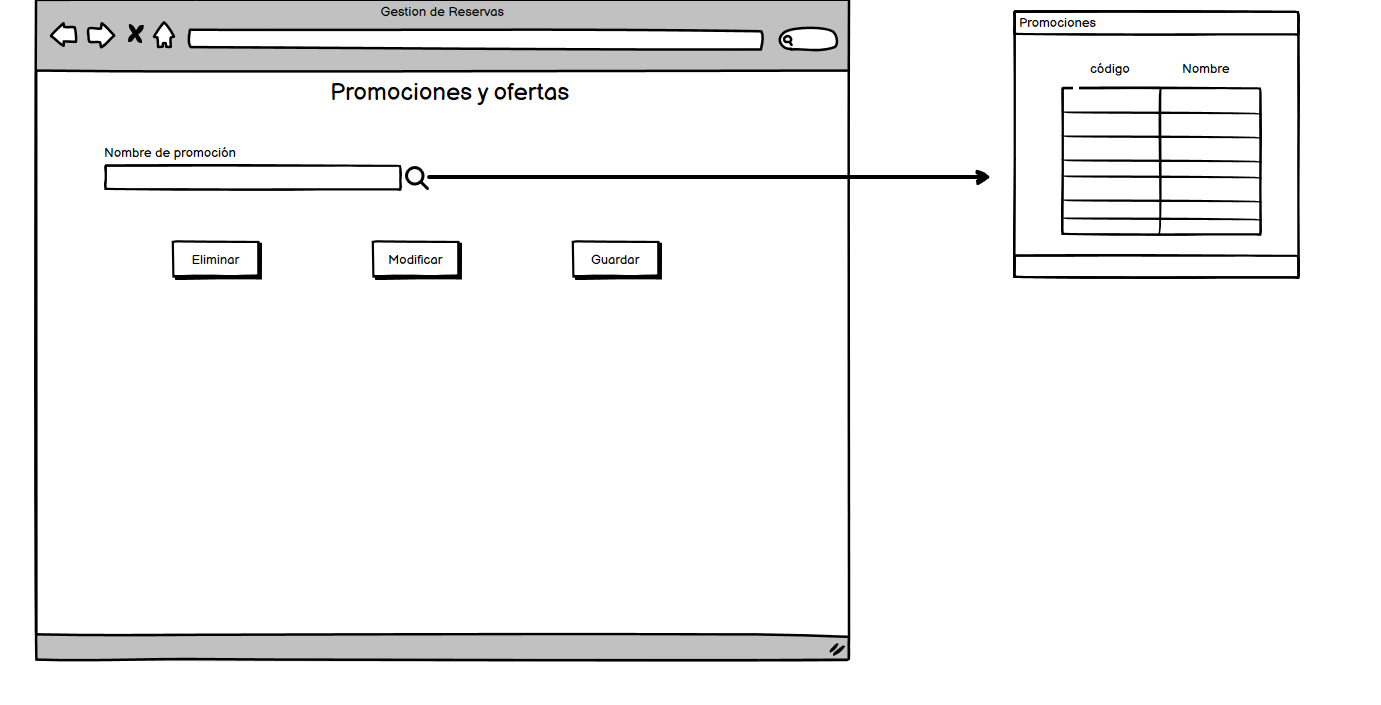 Gestion de Reservas
Promociones y ofertas
Nombre de promoción
Eliminar
Modificar
Guardar
Promociones
código
Nombre